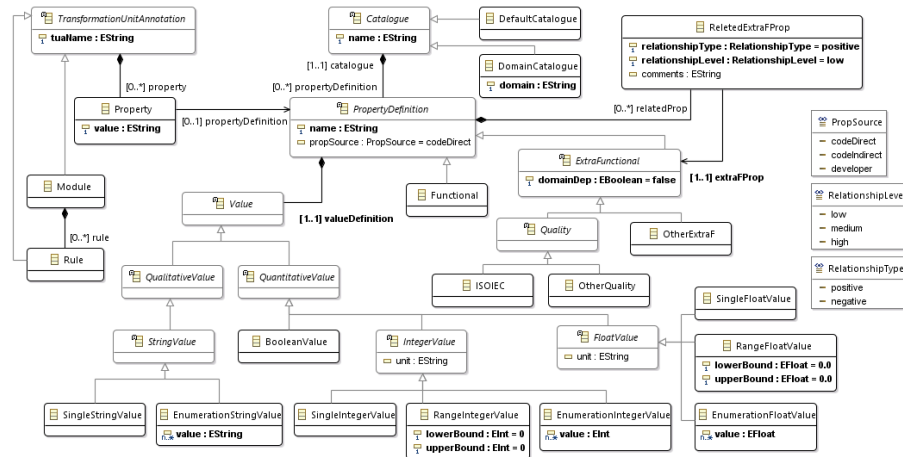 TransformationUnitAnnotation
tuaName : EString
Catalogue
name : EString
DefaultCatalogue
DomainCatalogue
domain : EString
ReletedExtraFProp
relationshipType : RelationshipType = positive
relationshipLevel : RelationshipLevel = low
comments : EString
[1..1] catalogue
[0..*] property
[0..*] propertyDefinition
Property
value : EString
[0..1] propertyDefinition
PropertyDefinition
name : EString
propSource : PropSource = codeDirect
[0..*] relatedProp
PropSource
codeDirect
codeIndirect
developer
ExtraFunctional
domainDep : EBoolean = false
[1..1] extraFProp
Module
Value
[1..1] valueDefinition
Functional
RelationshipLevel
low
medium
high
[0..*] rule
Rule
Quality
OtherExtraF
QualitativeValue
QuantitativeValue
ISOIEC
OtherQuality
RelationshipType
positive
negative
SingleFloatValue
StringValue
BooleanValue
IntegerValue
unit : EString
FloatValue
unit : EString
RangeFloatValue
lowerBound : EFloat = 0.0
upperBound : EFloat = 0.0
SingleStringValue
EnumerationStringValue
value : EString
SingleIntegerValue
RangeIntegerValue
lowerBound : EInt = 0
upperBound : EInt = 0
EnumerationIntegerValue
value : EInt
EnumerationFloatValue
value : EFloat